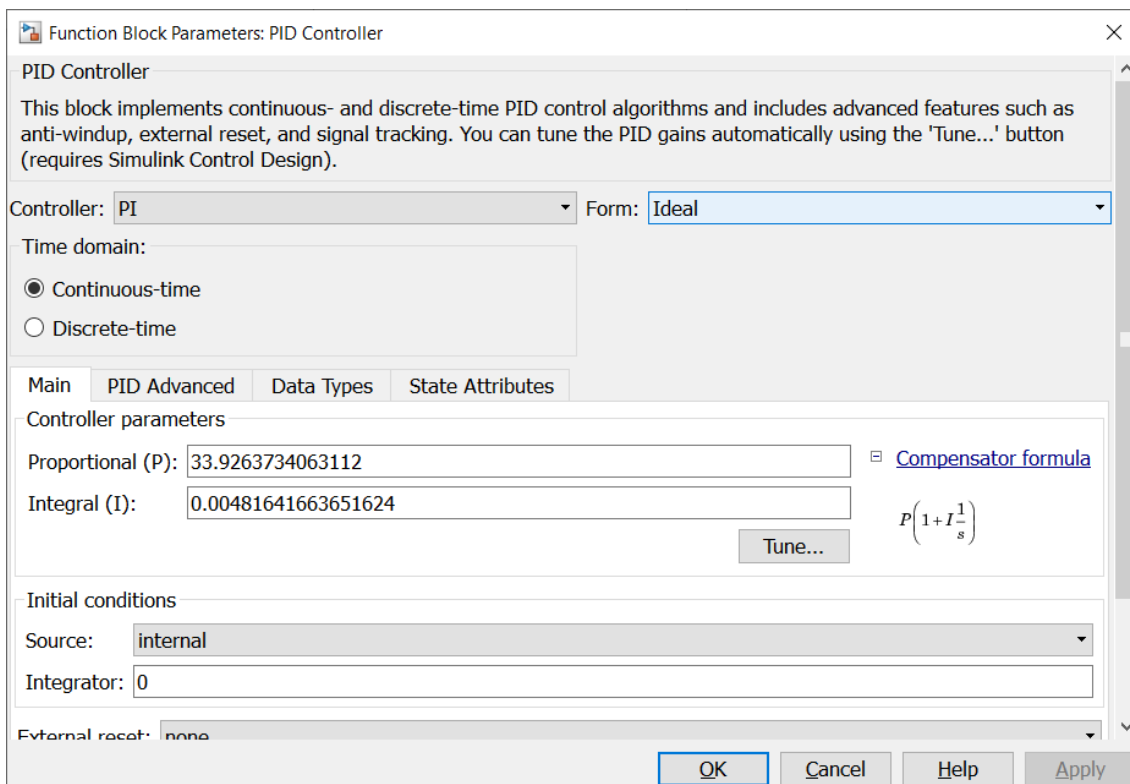 Function Block Parameters: PID Controller
PID Controller
This block implements continuous- and discrete-time PID control algorithms and includes advanced features such as
anti-windup, external reset, and signal tracking. You can tune the PID gains automatically using the 'Tune...' button
(requires Simulink Control Design).
Controller: PI Form: Ideal
Time domain:
Continuous-time
Discrete-time
Main PID Advanced Data Types State Attributes
Controller parameters
Proportional (P): 33.9263734063112 Compensator formula
Integral (I): 0.00481641663651624
P(1+I 1/s)
Tune...
Initial conditions
Source: internal
Integrator: 0
External reset: none
OK Cancel Help Apply